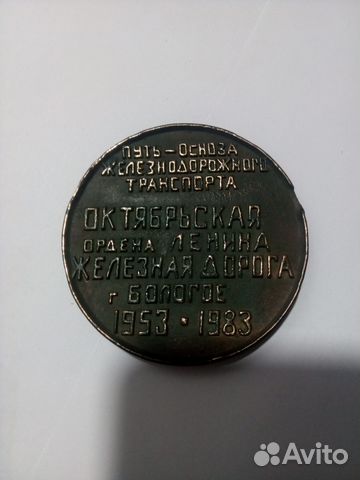 ПУТЬ – ОСНОВА
ЖЕЛЕЗНОДОРОЖНОГО
ТРАНСПОРТА
ОКТЯБРЬСКАЯ
ОРДЕНА ЛЕНИНА
ЖЕЛЕЗНАЯ ДОРОГА
г БОЛОГОЕ
1953 · 1983
Avito